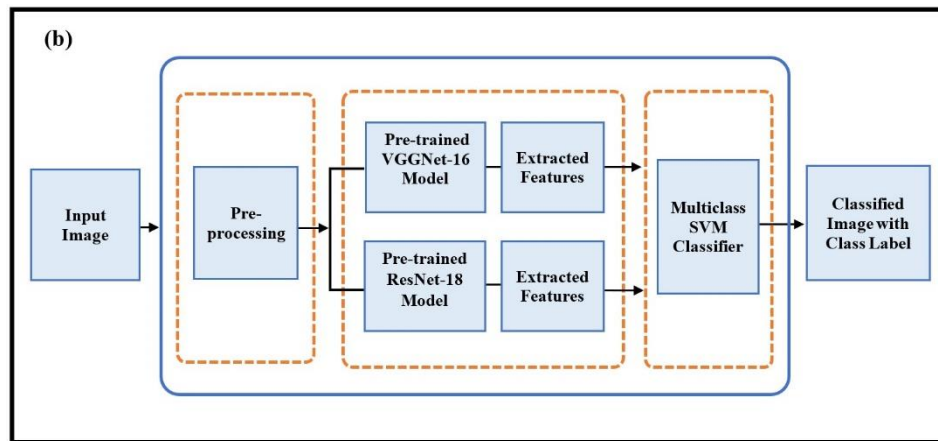 (b)
Input
Image
Pre-
processing
Pre-trained
VGGNet-16
Model
Extracted
Features
Pre-trained
ResNet-18
Model
Extracted
Features
Multiclass
SVM
Classifier
Classified
Image with
Class Label